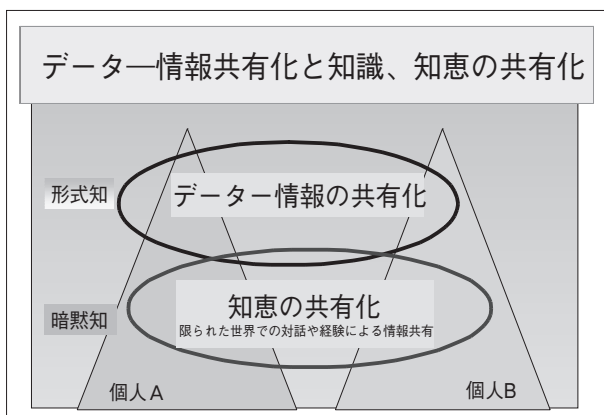 データ―情報共有化と知識、知恵の共有化
形式知
データー情報の共有化
暗黙知
知恵の共有化
限られた世界での対話や経験による情報共有
個人A
個人B